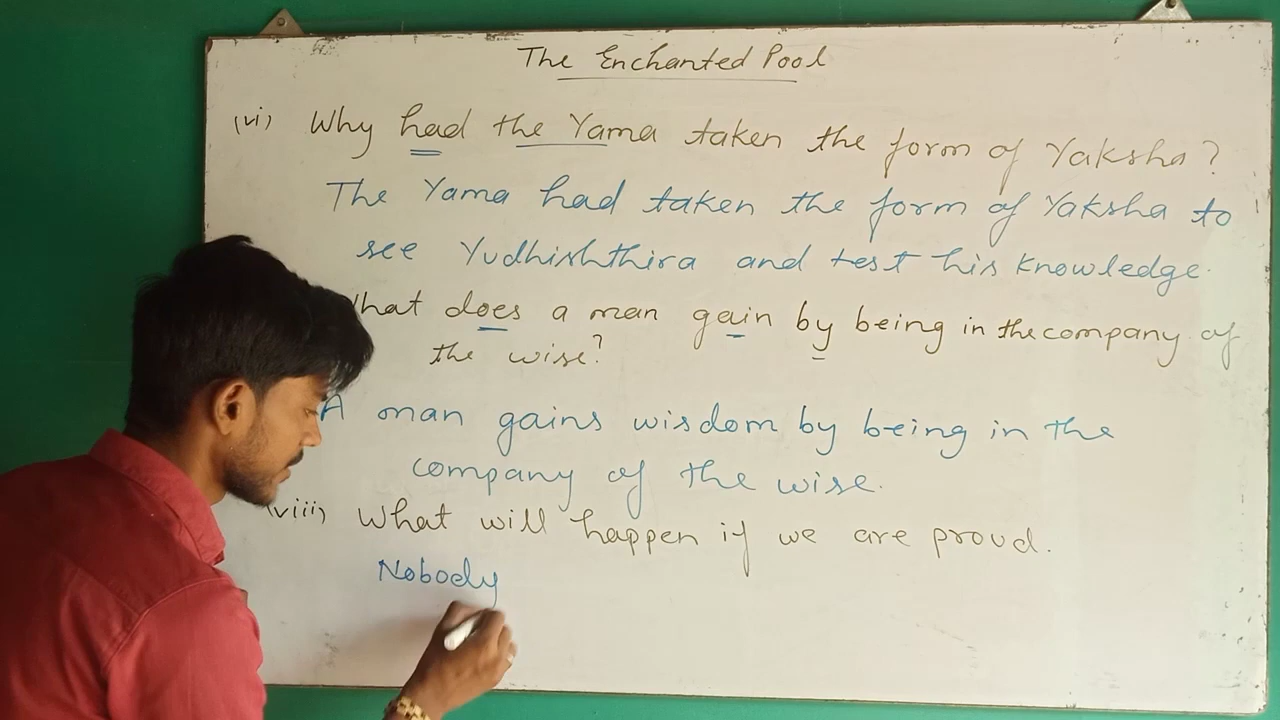 The Enchanted Pool
(vi) Why had the Yama taken the form of Yaksha?
The Yama had taken the form of Yaksha to
see Yudhishthira and test his knowledge.
What does a man gain by being in the company of
the wise?
A man gains wisdom by being in the
company of the wise.
(viii) What will happen if we are proud.
Nobody